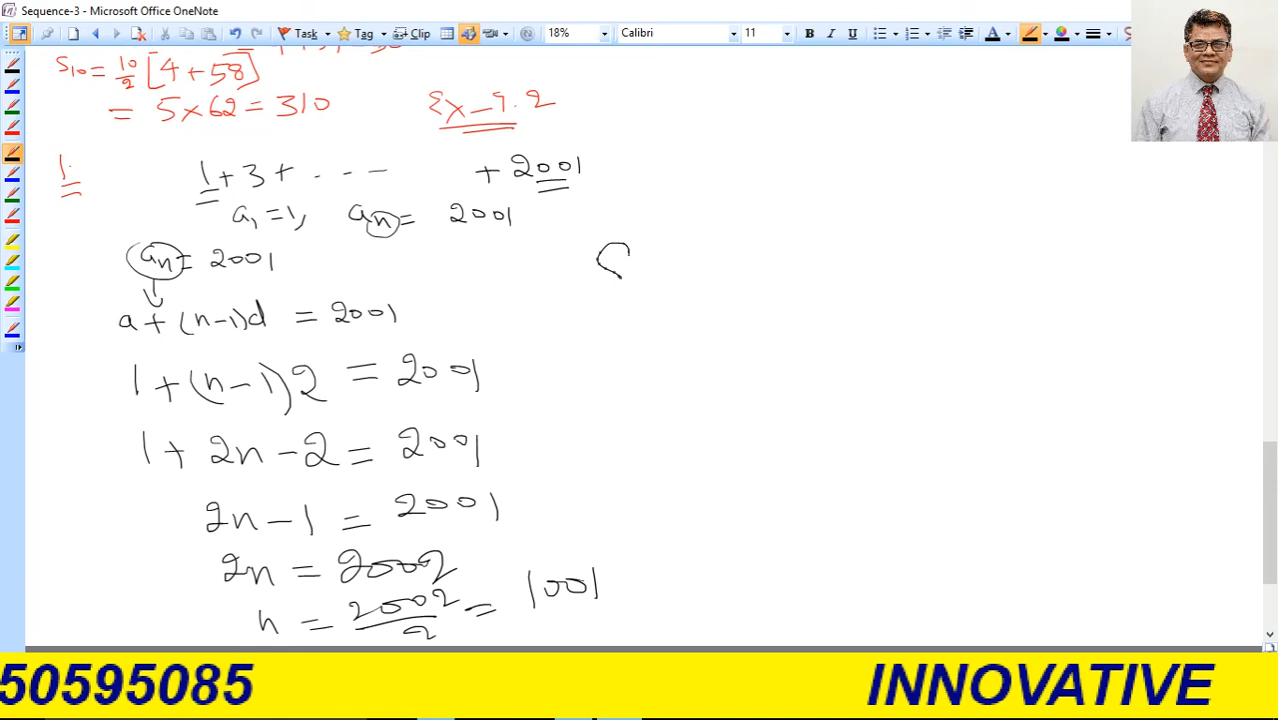 Sequence-3 - Microsoft Office OneNote
Task Tag Clip 18% Calibri 11 B I U A
S10 = 10/2 [4 + 58]
= 5 × 62 = 310
Ex - 9.2
1.
1 + 3 + ... + 2001
a1 = 1, an = 2001
an = 2001
a + (n-1)d = 2001
1 + (n-1)2 = 2001
1 + 2n - 2 = 2001
2n - 1 = 2001
2n = 2002
n = 2002/2 = 1001
50595085 INNOVATIVE